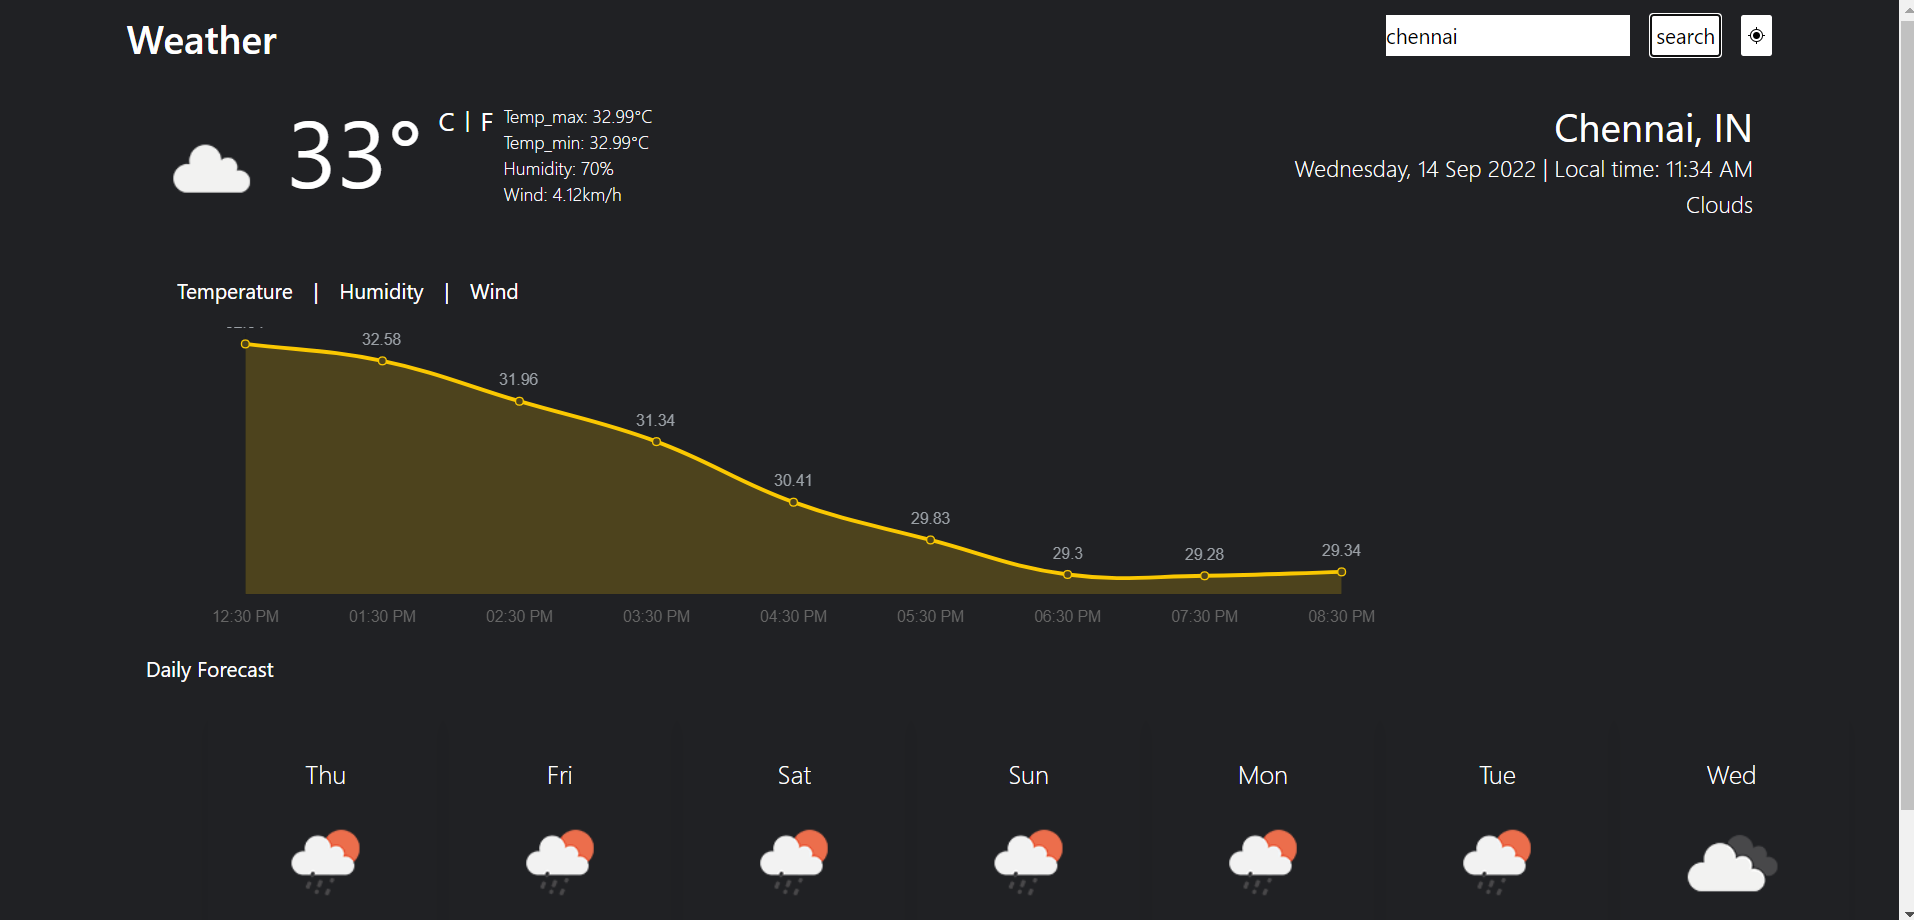 Weather
chennai
search
33° C | F
Temp_max: 32.99°C
Temp_min: 32.99°C
Humidity: 70%
Wind: 4.12km/h
Chennai, IN
Wednesday, 14 Sep 2022 | Local time: 11:34 AM
Clouds
Temperature | Humidity | Wind
32.58
31.96
31.34
30.41
29.83
29.3
29.28
29.34
12:30 PM 01:30 PM 02:30 PM 03:30 PM 04:30 PM 05:30 PM 06:30 PM 07:30 PM 08:30 PM
Daily Forecast
Thu Fri Sat Sun Mon Tue Wed